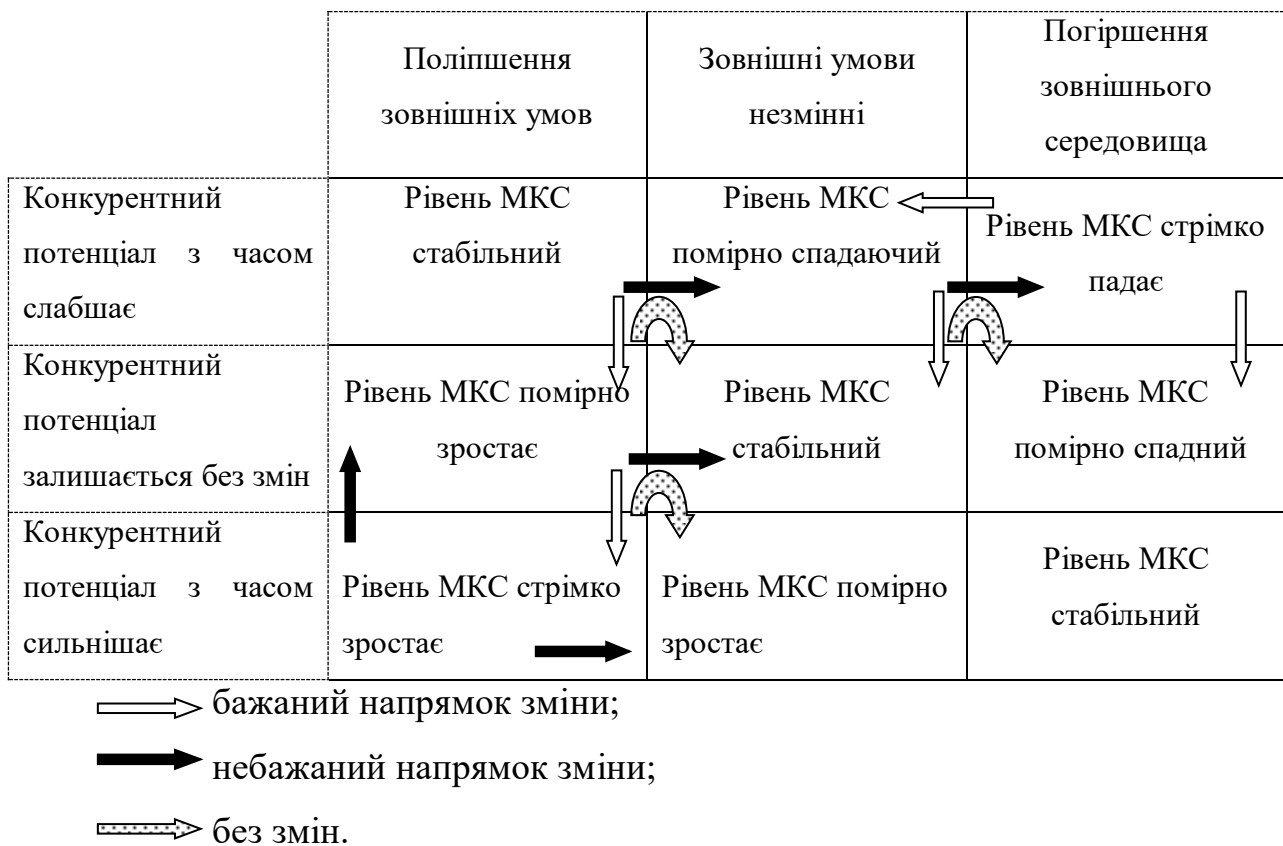 Поліпшення
зовнішніх умов
Зовнішні умови
незмінні
Погіршення
зовнішнього
середовища
Конкурентний
потенціал з часом
слабшає
Рівень МКС
стабільний
Рівень МКС
помірно спадаючий
Рівень МКС стрімко
падає
Конкурентний
потенціал
залишається без змін
Рівень МКС помірно
зростає
Рівень МКС
стабільний
Рівень МКС
помірно спадний
Конкурентний
потенціал з часом
сильнішає
Рівень МКС стрімко
зростає
Рівень МКС помірно
зростає
Рівень МКС
стабільний
бажаний напрямок зміни;
небажаний напрямок зміни;
без змін.